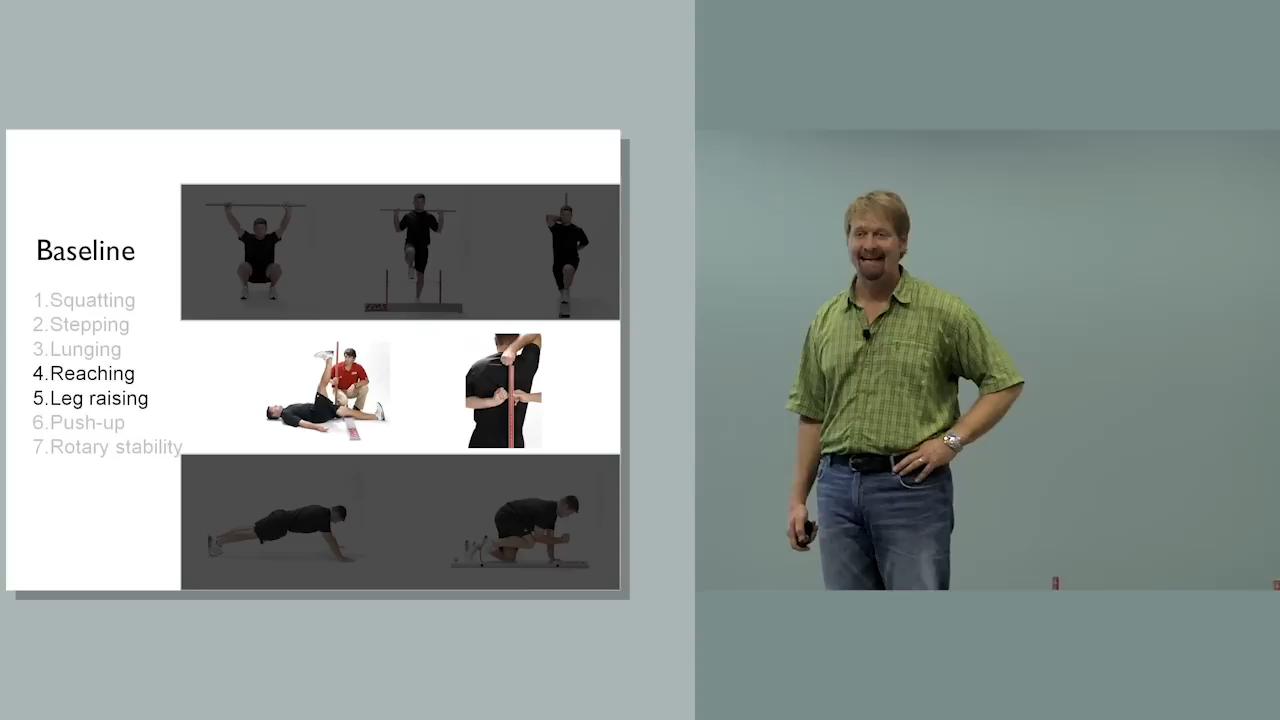 Baseline
1.Squatting
2.Stepping
3.Lunging
4.Reaching
5.Leg raising
6.Push-up
7.Rotary stability